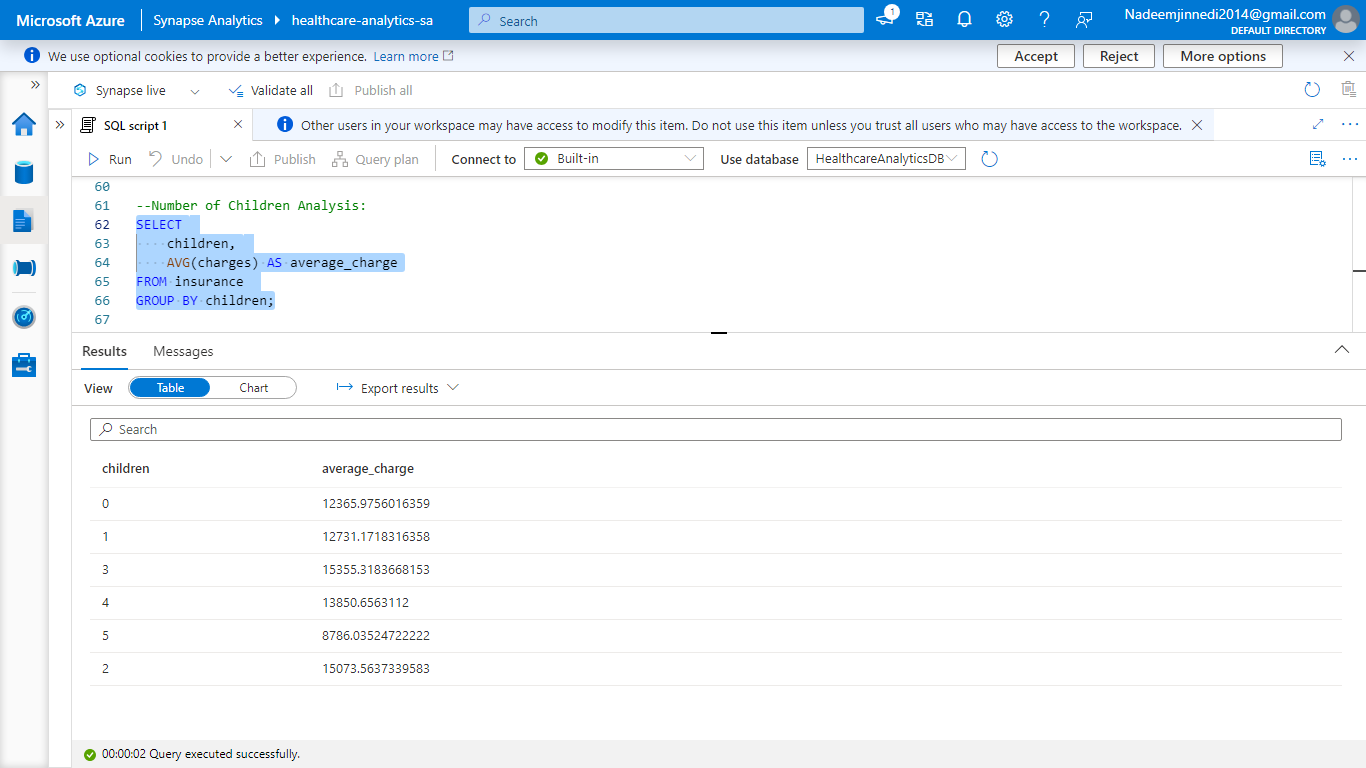 Microsoft Azure Synapse Analytics healthcare-analytics-sa Search 1 Nadeemjinnedi2014@gmail.com
DEFAULT DIRECTORY
We use optional cookies to provide a better experience. Learn more Accept Reject More options
Synapse live Validate all Publish all
SQL script 1 Other users in your workspace may have access to modify this item. Do not use this item unless you trust all users who may have access to the workspace.
Run Undo Publish Query plan Connect to Built-in Use database HealthcareAnalyticsDB
60
61 --Number of Children Analysis:
62 SELECT
63 children,
64 AVG(charges) AS average_charge
65 FROM insurance
66 GROUP BY children;
67
Results Messages
View Table Chart Export results
Search
children average_charge
0 12365.9756016359
1 12731.1718316358
3 15355.3183668153
4 13850.6563112
5 8786.03524722222
2 15073.5637339583
00:00:02 Query executed successfully.